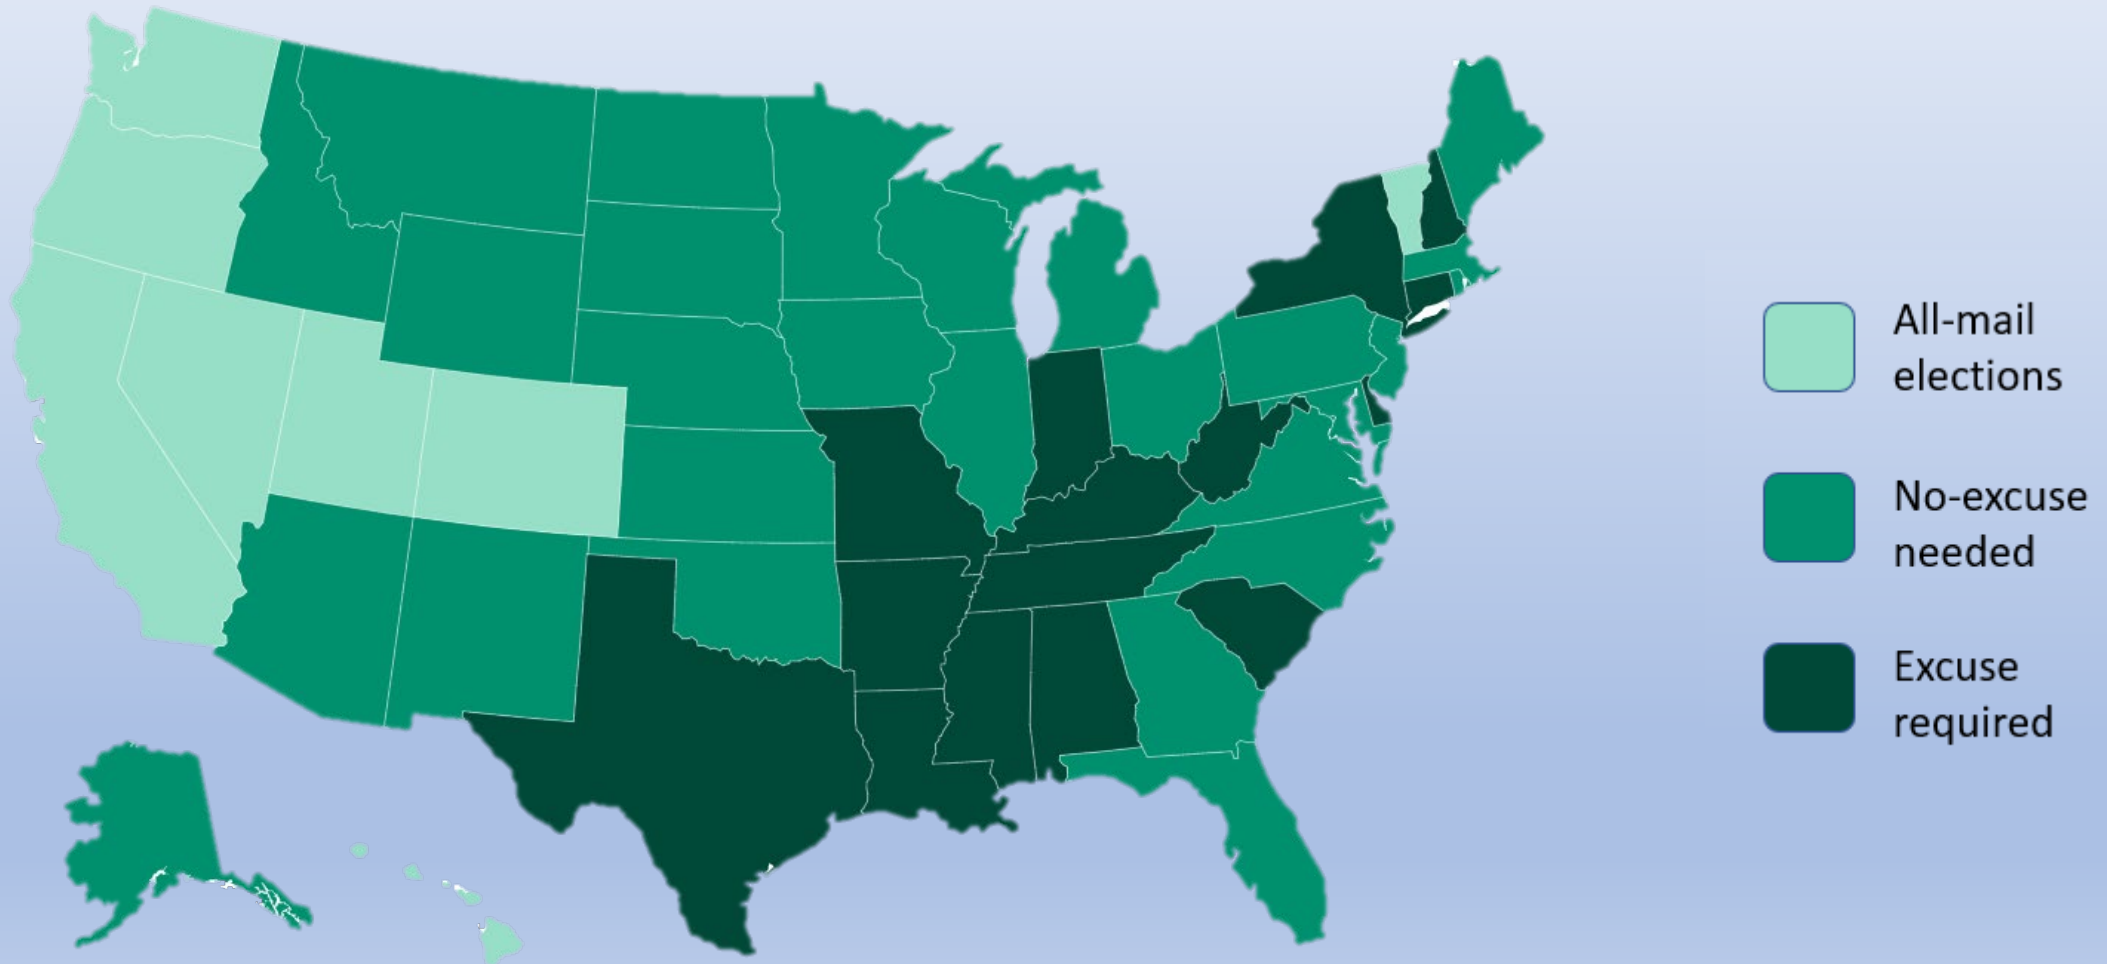 All-mail
elections
No-excuse
needed
Excuse
required